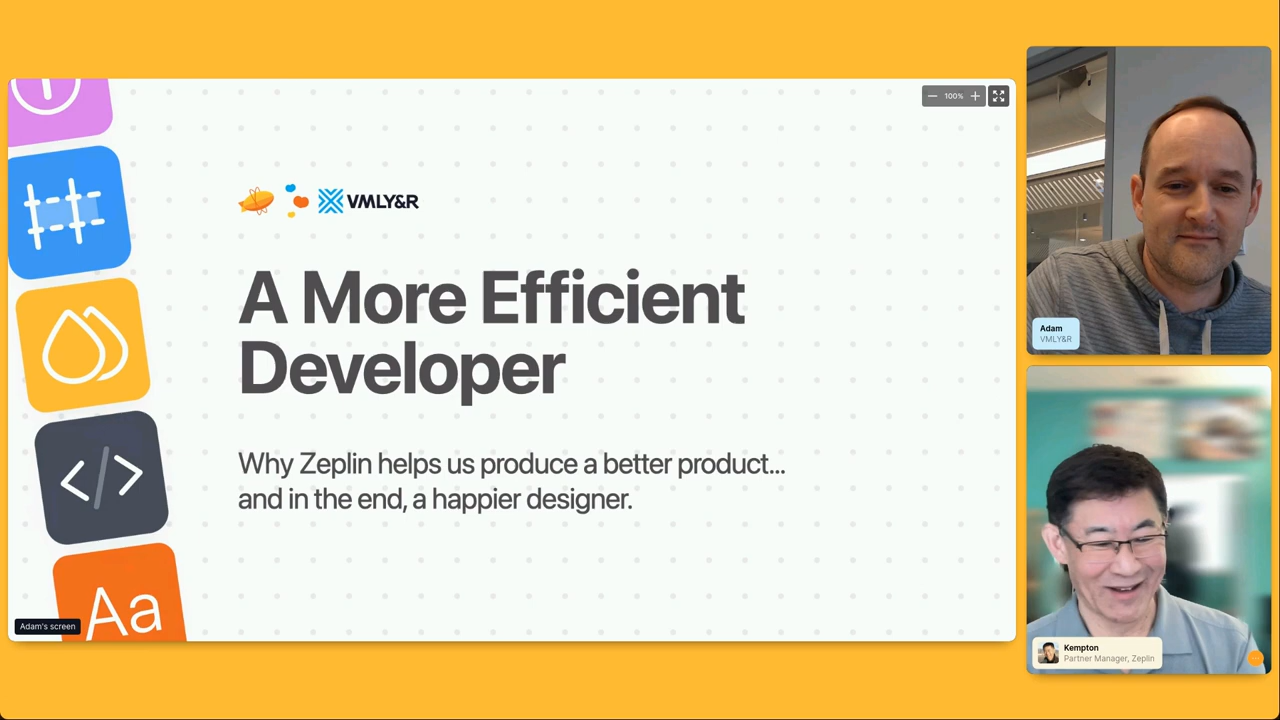 100%
VMLY&R
A More Efficient
Developer
Why Zeplin helps us produce a better product...
and in the end, a happier designer.
Aa
Adam's screen
Adam
VMLY&R
Kempton
Partner Manager, Zeplin